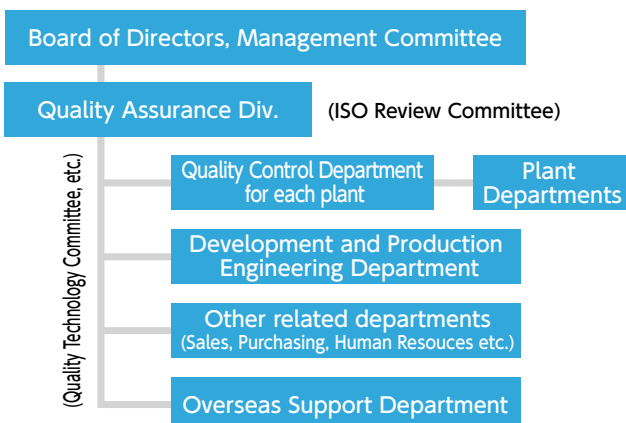 Board of Directors, Management Committee
Quality Assurance Div.
(ISO Review Committee)
(Quality Technology Committee, etc.)
Quality Control Department
for each plant
Plant
Departments
Development and Production
Engineering Department
Other related departments
(Sales, Purchasing, Human Resouces etc.)
Overseas Support Department